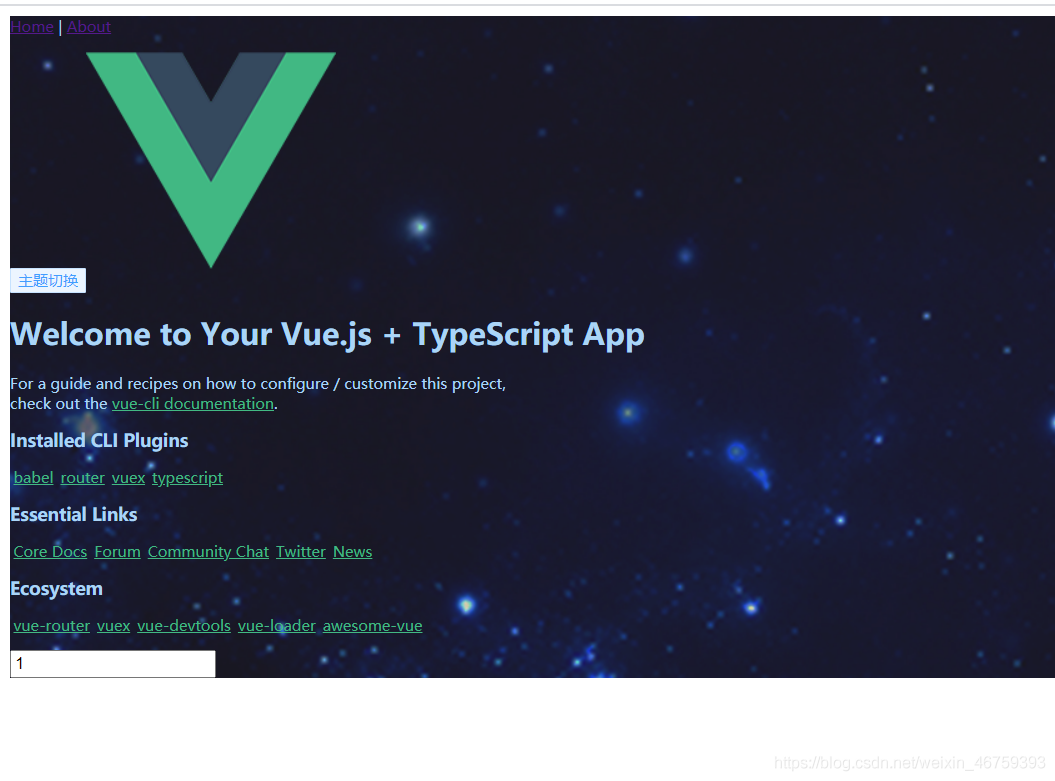 Home | About
主题切换
Welcome to Your Vue.js + TypeScript App
For a guide and recipes on how to configure / customize this project,
check out the vue-cli documentation.
Installed CLI Plugins
babel router vuex typescript
Essential Links
Core Docs Forum Community Chat Twitter News
Ecosystem
vue-router vuex vue-devtools vue-loader awesome-vue
1
https://blog.csdn.net/weixin_46759393